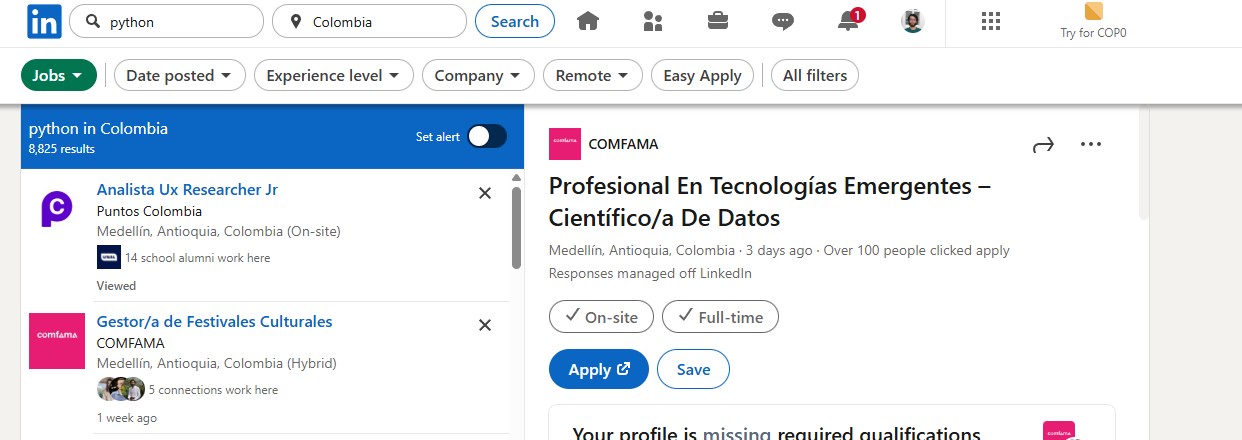 in
python
Colombia
Search
1
Try for COP0
Jobs
Date posted
Experience level
Company
Remote
Easy Apply
All filters
python in Colombia
8,825 results
Set alert
Analista Ux Researcher Jr
Puntos Colombia
Medellín, Antioquia, Colombia (On-site)
14 school alumni work here
Viewed
comfama
Gestor/a de Festivales Culturales
COMFAMA
Medellín, Antioquia, Colombia (Hybrid)
5 connections work here
1 week ago
comfama
COMFAMA
Profesional En Tecnologías Emergentes –
Científico/a De Datos
Medellín, Antioquia, Colombia · 3 days ago · Over 100 people clicked apply
Responses managed off LinkedIn
On-site
Full-time
Apply
Save
Your profile is missing required qualifications
comfama